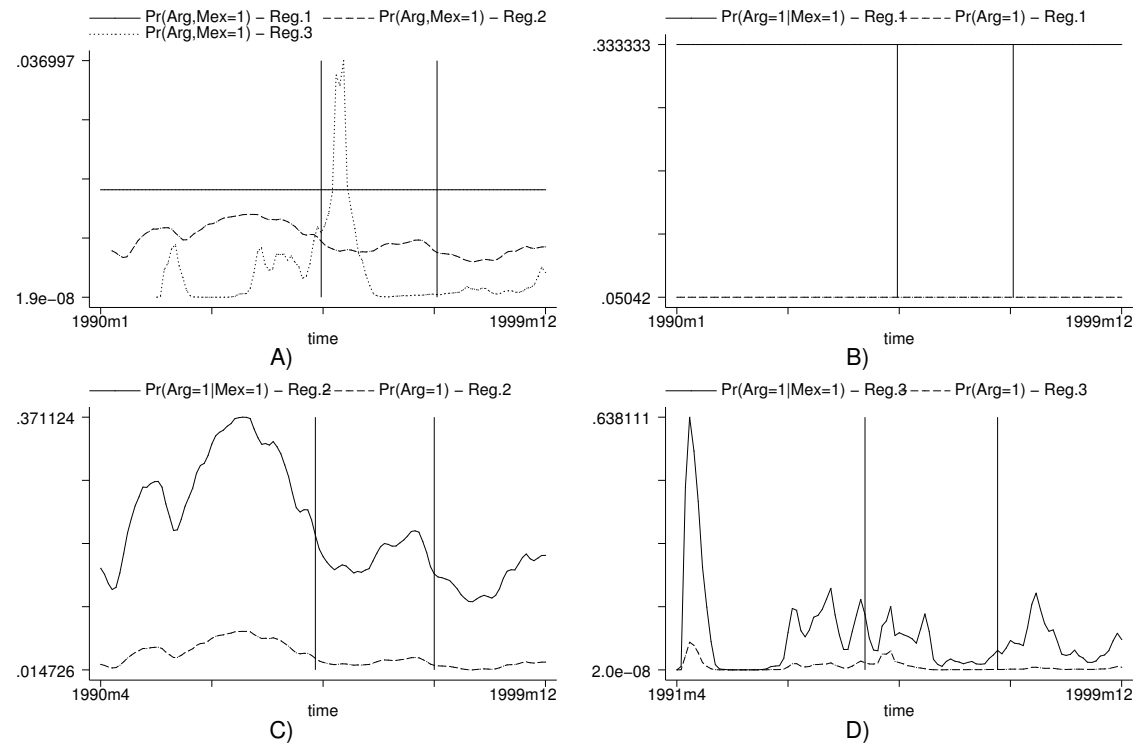 Pr(Arg,Mex=1) − Reg.1 Pr(Arg,Mex=1) − Reg.2
Pr(Arg,Mex=1) − Reg.3
.036997
1.9e−08
1990m1 1999m12
time
A)
Pr(Arg=1|Mex=1) − Reg.1 Pr(Arg=1) − Reg.1
.333333
.05042
1990m1 1999m12
time
B)
Pr(Arg=1|Mex=1) − Reg.2 Pr(Arg=1) − Reg.2
.371124
.014726
1990m4 1999m12
time
C)
Pr(Arg=1|Mex=1) − Reg.3 Pr(Arg=1) − Reg.3
.638111
2.0e−08
1991m4 1999m12
time
D)